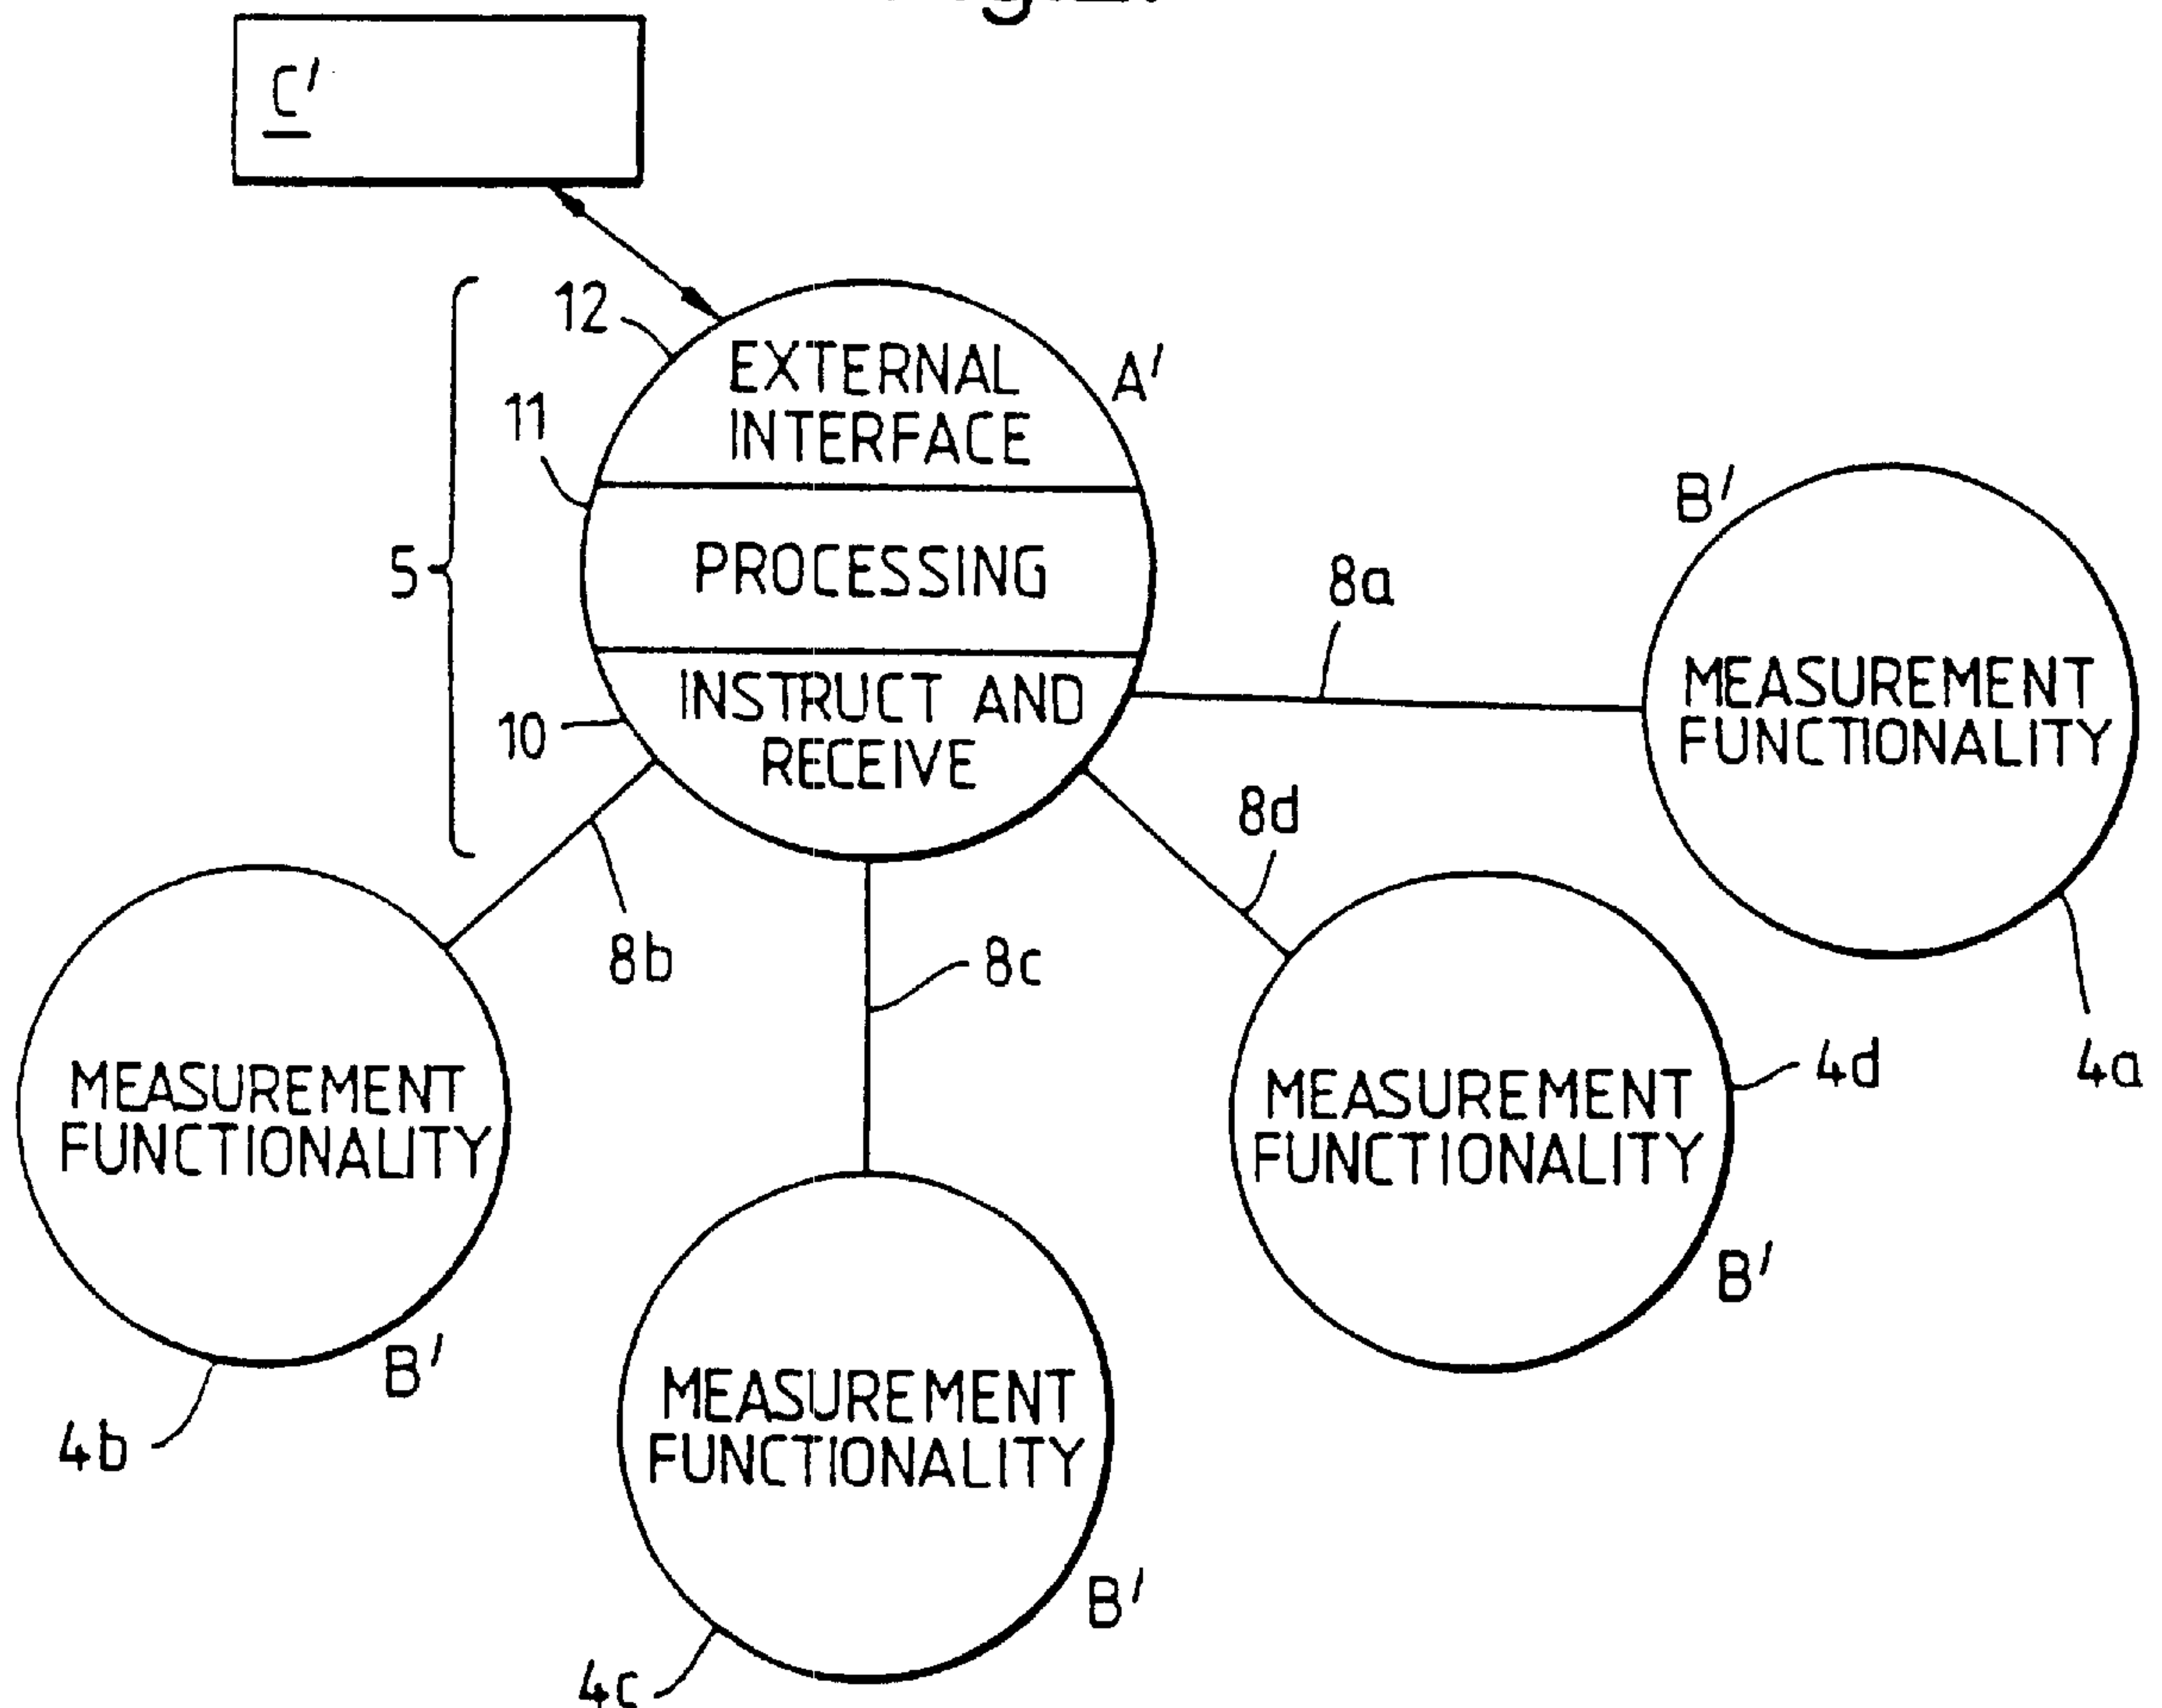 C'
12
EXTERNAL
INTERFACE
A'
11
PROCESSING
5
10
INSTRUCT AND
RECEIVE
8a
B'
MEASUREMENT
FUNCTIONALITY
4a
8d
8b
8c
MEASUREMENT
FUNCTIONALITY
B'
4b
MEASUREMENT
FUNCTIONALITY
4d
B'
MEASUREMENT
FUNCTIONALITY
B'
4c